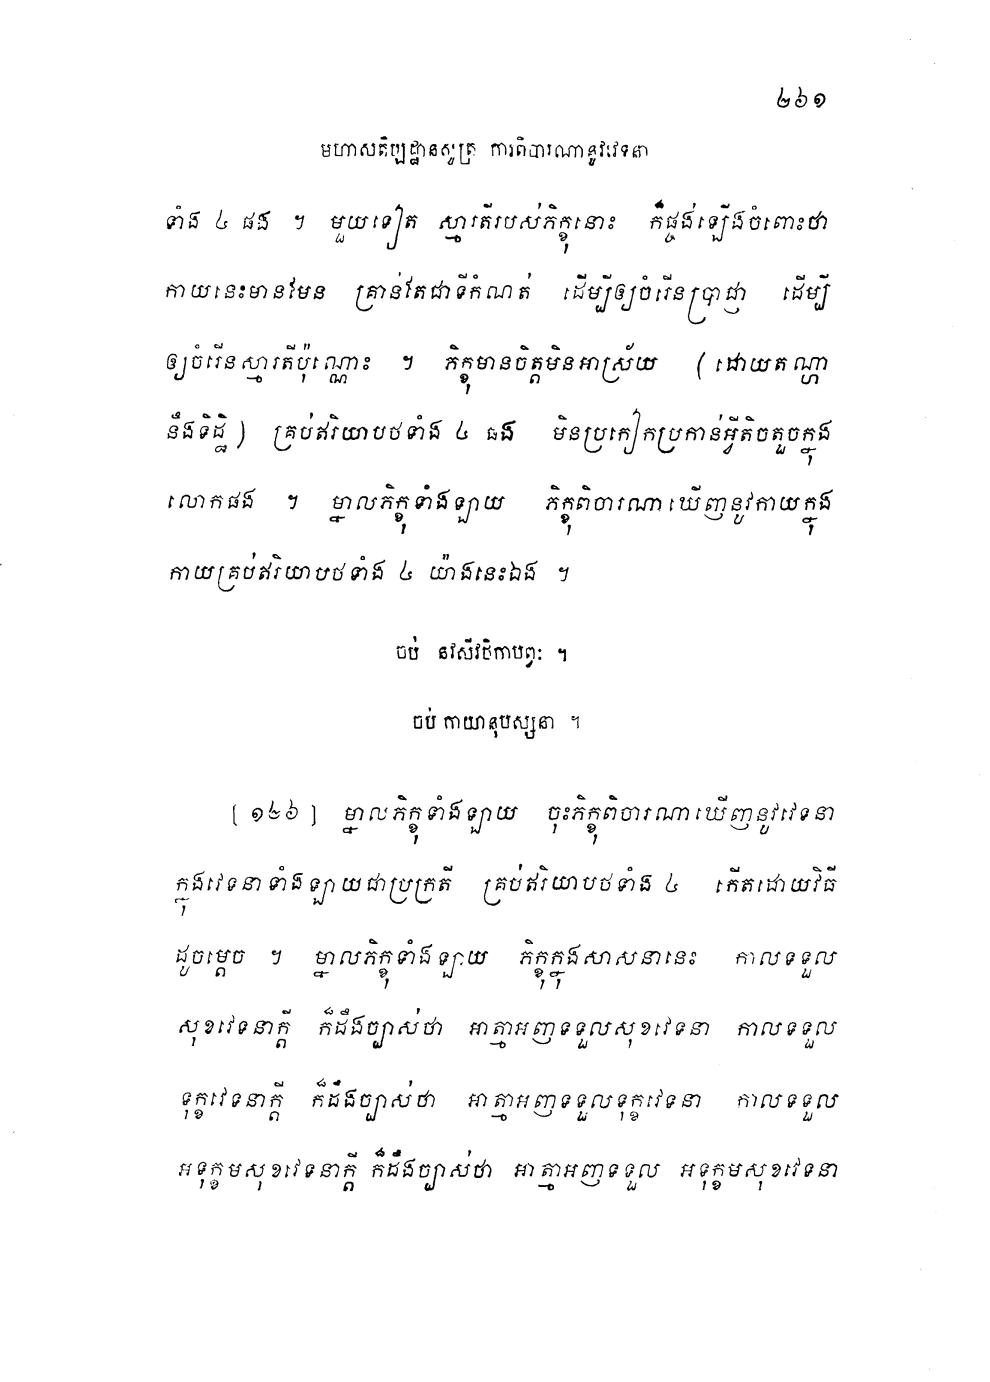 ២៦១
មហាសតិប្បដ្ឋានសូត្រ ការពិចារណានូវវេទនា
ទាំង ៤ ផង ។ មួយទៀត ស្មារតីរបស់ភិក្ខុនោះ ក៏ផ្ចង់ឡើងចំពោះថា
កាយនេះមានមែន គ្រាន់តែជាទីកំណត់ ដើម្បីឲ្យចំរើនប្រាជ្ញា ដើម្បី
ឲ្យចំរើនស្មារតីប៉ុណ្ណោះ ។ ភិក្ខុមានចិត្តមិនអាស្រ័យ (ដោយតណ្ហា
នឹងទិដ្ឋិ) គ្រប់ឥរិយាបថទាំង ៤ ផង មិនប្រកៀកប្រកាន់អ្វីតិចតួចក្នុង
លោកផង ។ ម្នាលភិក្ខុទាំងឡាយ ភិក្ខុពិចារណាឃើញនូវកាយក្នុង
កាយគ្រប់ឥរិយាបថទាំង ៤ យ៉ាងនេះឯង ។
ចប់ នវសីវថិកាបព្វៈ ។
ចប់ កាយានុបស្សនា ។
[១៤៦] ម្នាលភិក្ខុទាំងឡាយ ចុះភិក្ខុពិចារណាឃើញនូវវេទនា
ក្នុងវេទនាទាំងឡាយជាប្រក្រតី គ្រប់ឥរិយាបថទាំង ៤ កើតដោយវិធី
ដូចម្តេច ។ ម្នាលភិក្ខុទាំងឡាយ ភិក្ខុក្នុងសាសនានេះ កាលទទួល
សុខវេទនាក្តី ក៏ដឹងច្បាស់ថា អាត្មាអញទទួលសុខវេទនា កាលទទួល
ទុក្ខវេទនាក្តី ក៏ដឹងច្បាស់ថា អាត្មាអញទទួលទុក្ខវេទនា កាលទទួល
អទុក្ខមសុខវេទនាក្តី ក៏ដឹងច្បាស់ថា អាត្មាអញទទួល អទុក្ខមសុខវេទនា